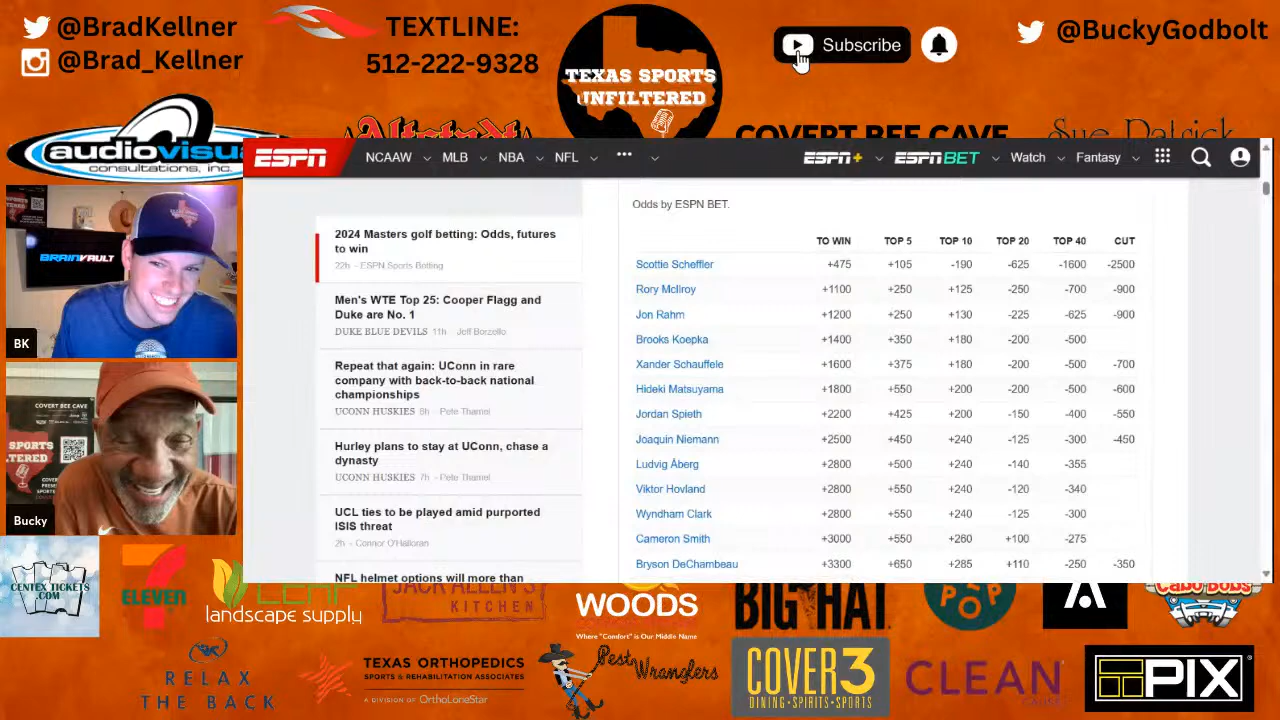 @BradKellner
@Brad_Kellner
TEXTLINE:
512-222-9328
TEXAS SPORTS
UNFILTERED
Subscribe
@BuckyGodbolt
audiovisu
consultations, inc.
COVERT BEE CAVE
Sue Patrick
ESPN
NCAAW
MLB
NBA
NFL
•••
ESPN+
ESPN BET
Watch
Fantasy
BRAINVAULT
BK
COVERT BEE CAVE
SPORTS
Bucky
2024 Masters golf betting: Odds, futures
to win
22h - ESPN Sports Betting
Men's WTE Top 25: Cooper Flagg and
Duke are No. 1
DUKE BLUE DEVILS 11h - Jeff Borzello
Repeat that again: UConn in rare
company with back-to-back national
championships
UCONN HUSKIES 8h - Pete Thamel
Hurley plans to stay at UConn, chase a
dynasty
UCONN HUSKIES 7h - Pete Thamel
UCL ties to be played amid purported
ISIS threat
2h - Connor O'Halloran
NFL helmet options will more than
Odds by ESPN BET.
TO WIN TOP 5 TOP 10 TOP 20 TOP 40 CUT
Scottie Scheffler +475 +105 -190 -625 -1600 -2500
Rory McIlroy +1100 +250 +125 -250 -700 -900
Jon Rahm +1200 +250 +130 -225 -625 -900
Brooks Koepka +1400 +350 +180 -200 -500
Xander Schauffele +1600 +375 +180 -200 -500 -700
Hideki Matsuyama +1800 +550 +200 -200 -500 -600
Jordan Spieth +2200 +425 +200 -150 -400 -550
Joaquin Niemann +2500 +450 +240 -125 -300 -450
Ludvig Åberg +2800 +500 +240 -140 -355
Viktor Hovland +2800 +550 +240 -120 -340
Wyndham Clark +2800 +550 +240 -125 -300
Cameron Smith +3000 +550 +260 +100 -275
Bryson DeChambeau +3300 +650 +285 +110 -250 -350
CENTEX TICKETS
.COM
7
ELEVEN
LEAF
landscape supply
JACK ALLEN'S
KITCHEN
WOODS
Where "Comfort" is Our Middle Name
BIG HAT
POP
Cabo Bob's
RELAX
THE BACK
TEXAS ORTHOPEDICS
SPORTS & REHABILITATION ASSOCIATES
A DIVISION OF OrthoLoneStar
Pest Wranglers
COVER 3
DINING • SPIRITS • SPORTS
CLEAN
CAUSE
PIX